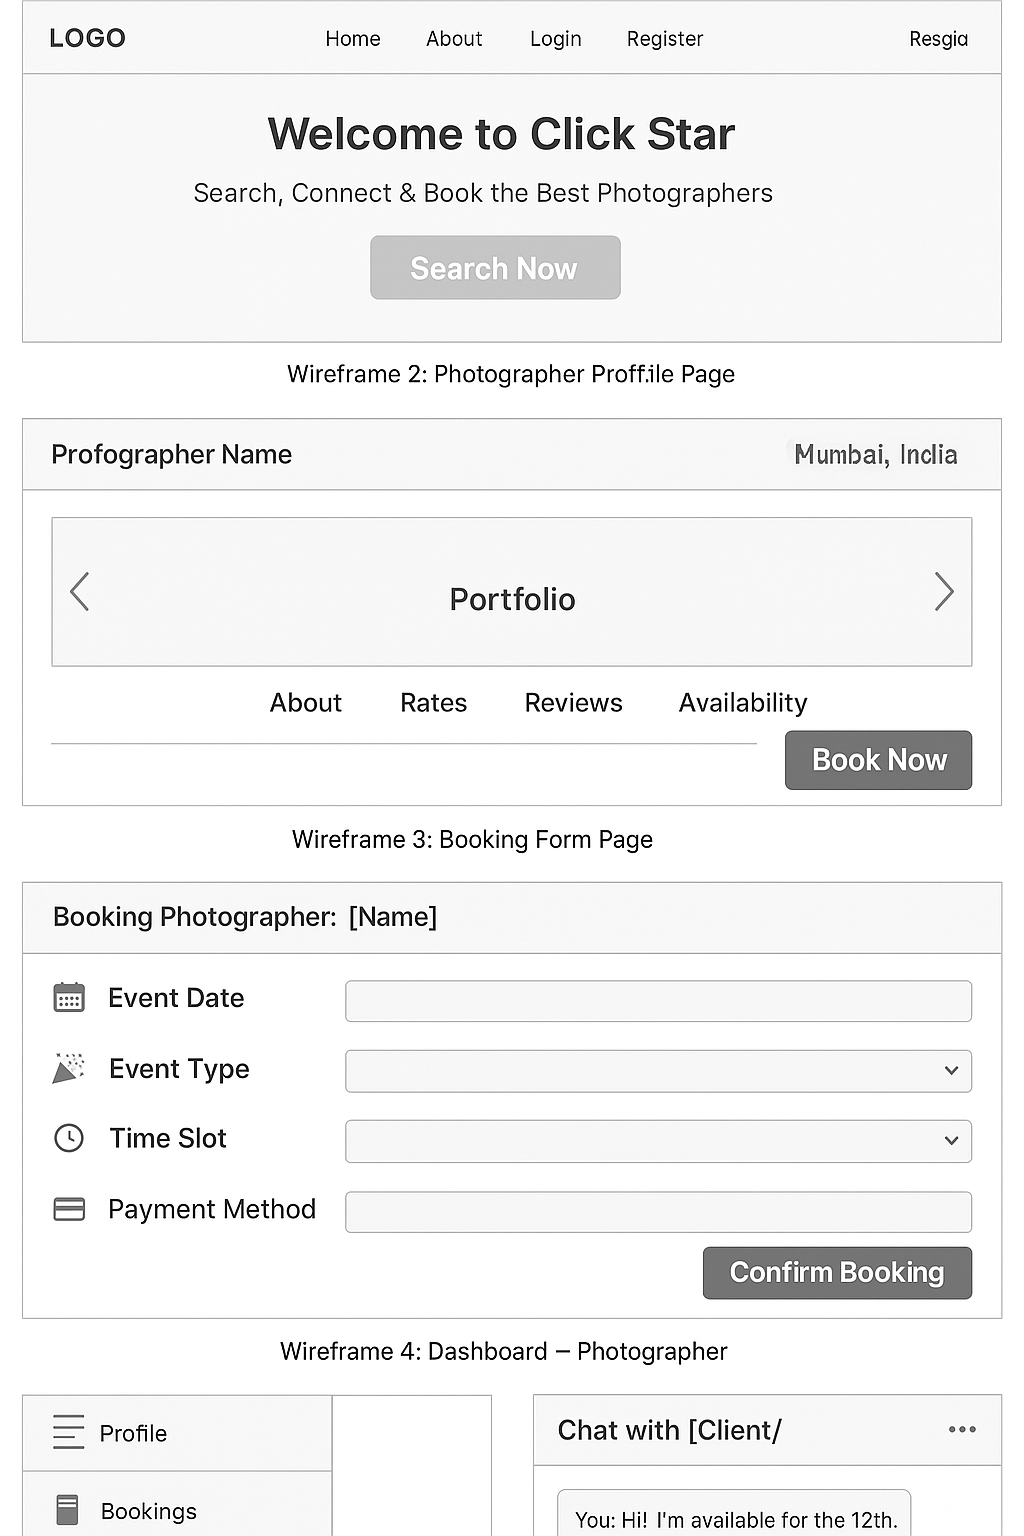 LOGO Home About Login Register Resgia
Welcome to Click Star
Search, Connect & Book the Best Photographers
Search Now
Wireframe 2: Photographer Proff.ile Page
Profographer Name Mumbai, Inclia
Portfolio
About Rates Reviews Availability
Book Now
Wireframe 3: Booking Form Page
Booking Photographer: [Name]
Event Date
Event Type
Time Slot
Payment Method
Confirm Booking
Wireframe 4: Dashboard – Photographer
Profile
Bookings
Chat with [Client/
You: Hi! I'm available for the 12th.